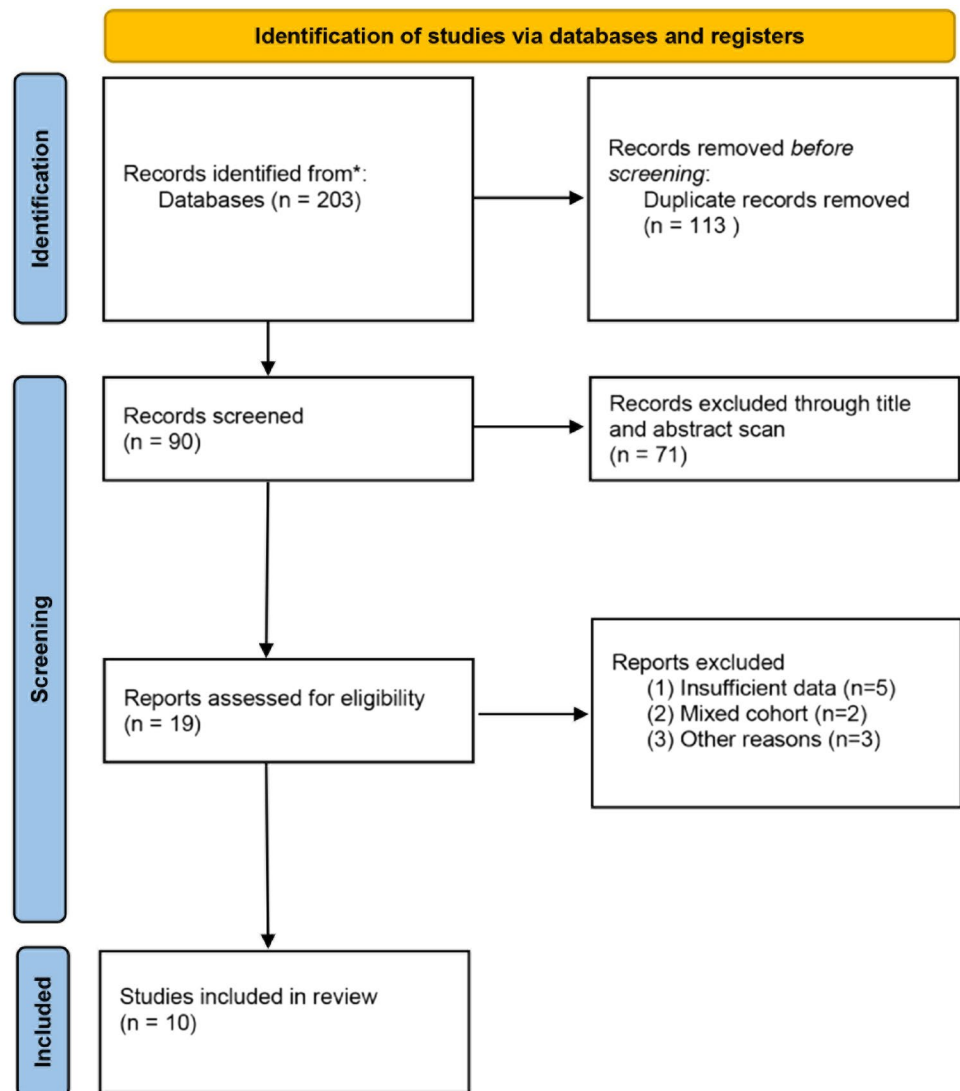 Identification of studies via databases and registers
Identification
Records identified from*:
Databases (n = 203)
Records removed before
screening:
Duplicate records removed
(n = 113 )
Screening
Records screened
(n = 90)
Records excluded through title
and abstract scan
(n = 71)
Reports assessed for eligibility
(n = 19)
Reports excluded
(1) Insufficient data (n=5)
(2) Mixed cohort (n=2)
(3) Other reasons (n=3)
Included
Studies included in review
(n = 10)